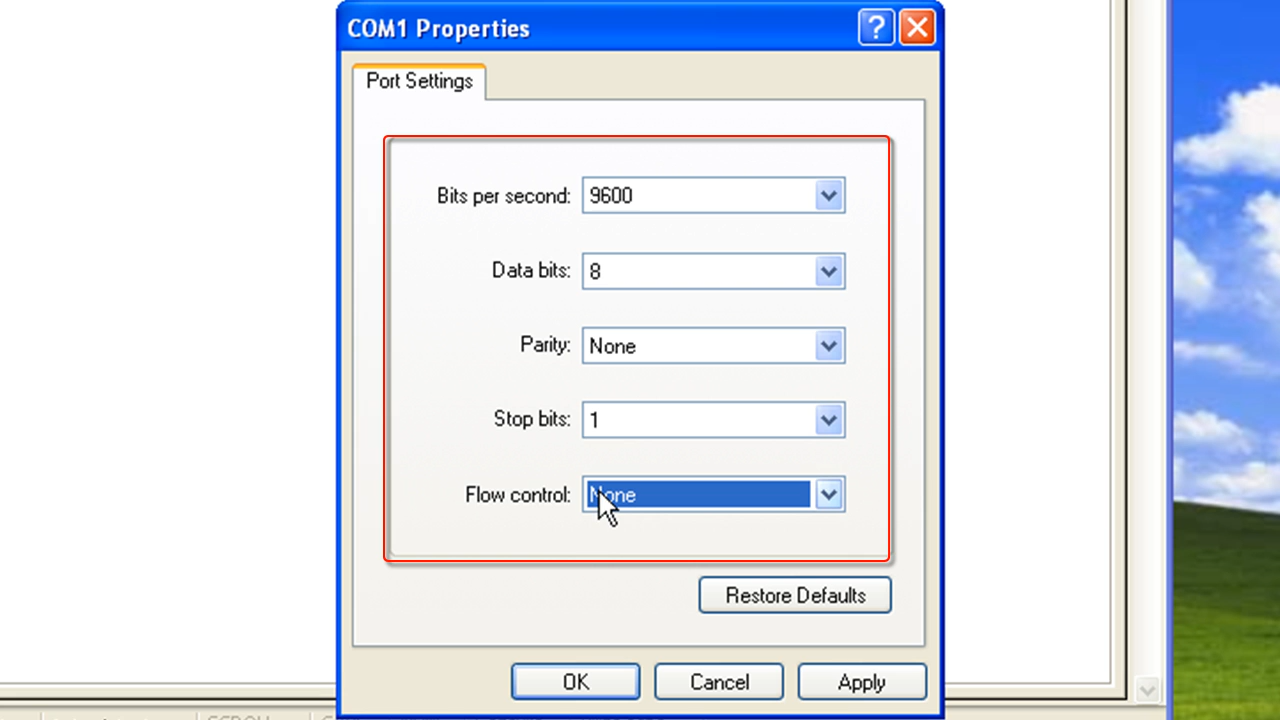 COM1 Properties
Port Settings
Bits per second: 9600
Data bits: 8
Parity: None
Stop bits: 1
Flow control: None
Restore Defaults
OK Cancel Apply